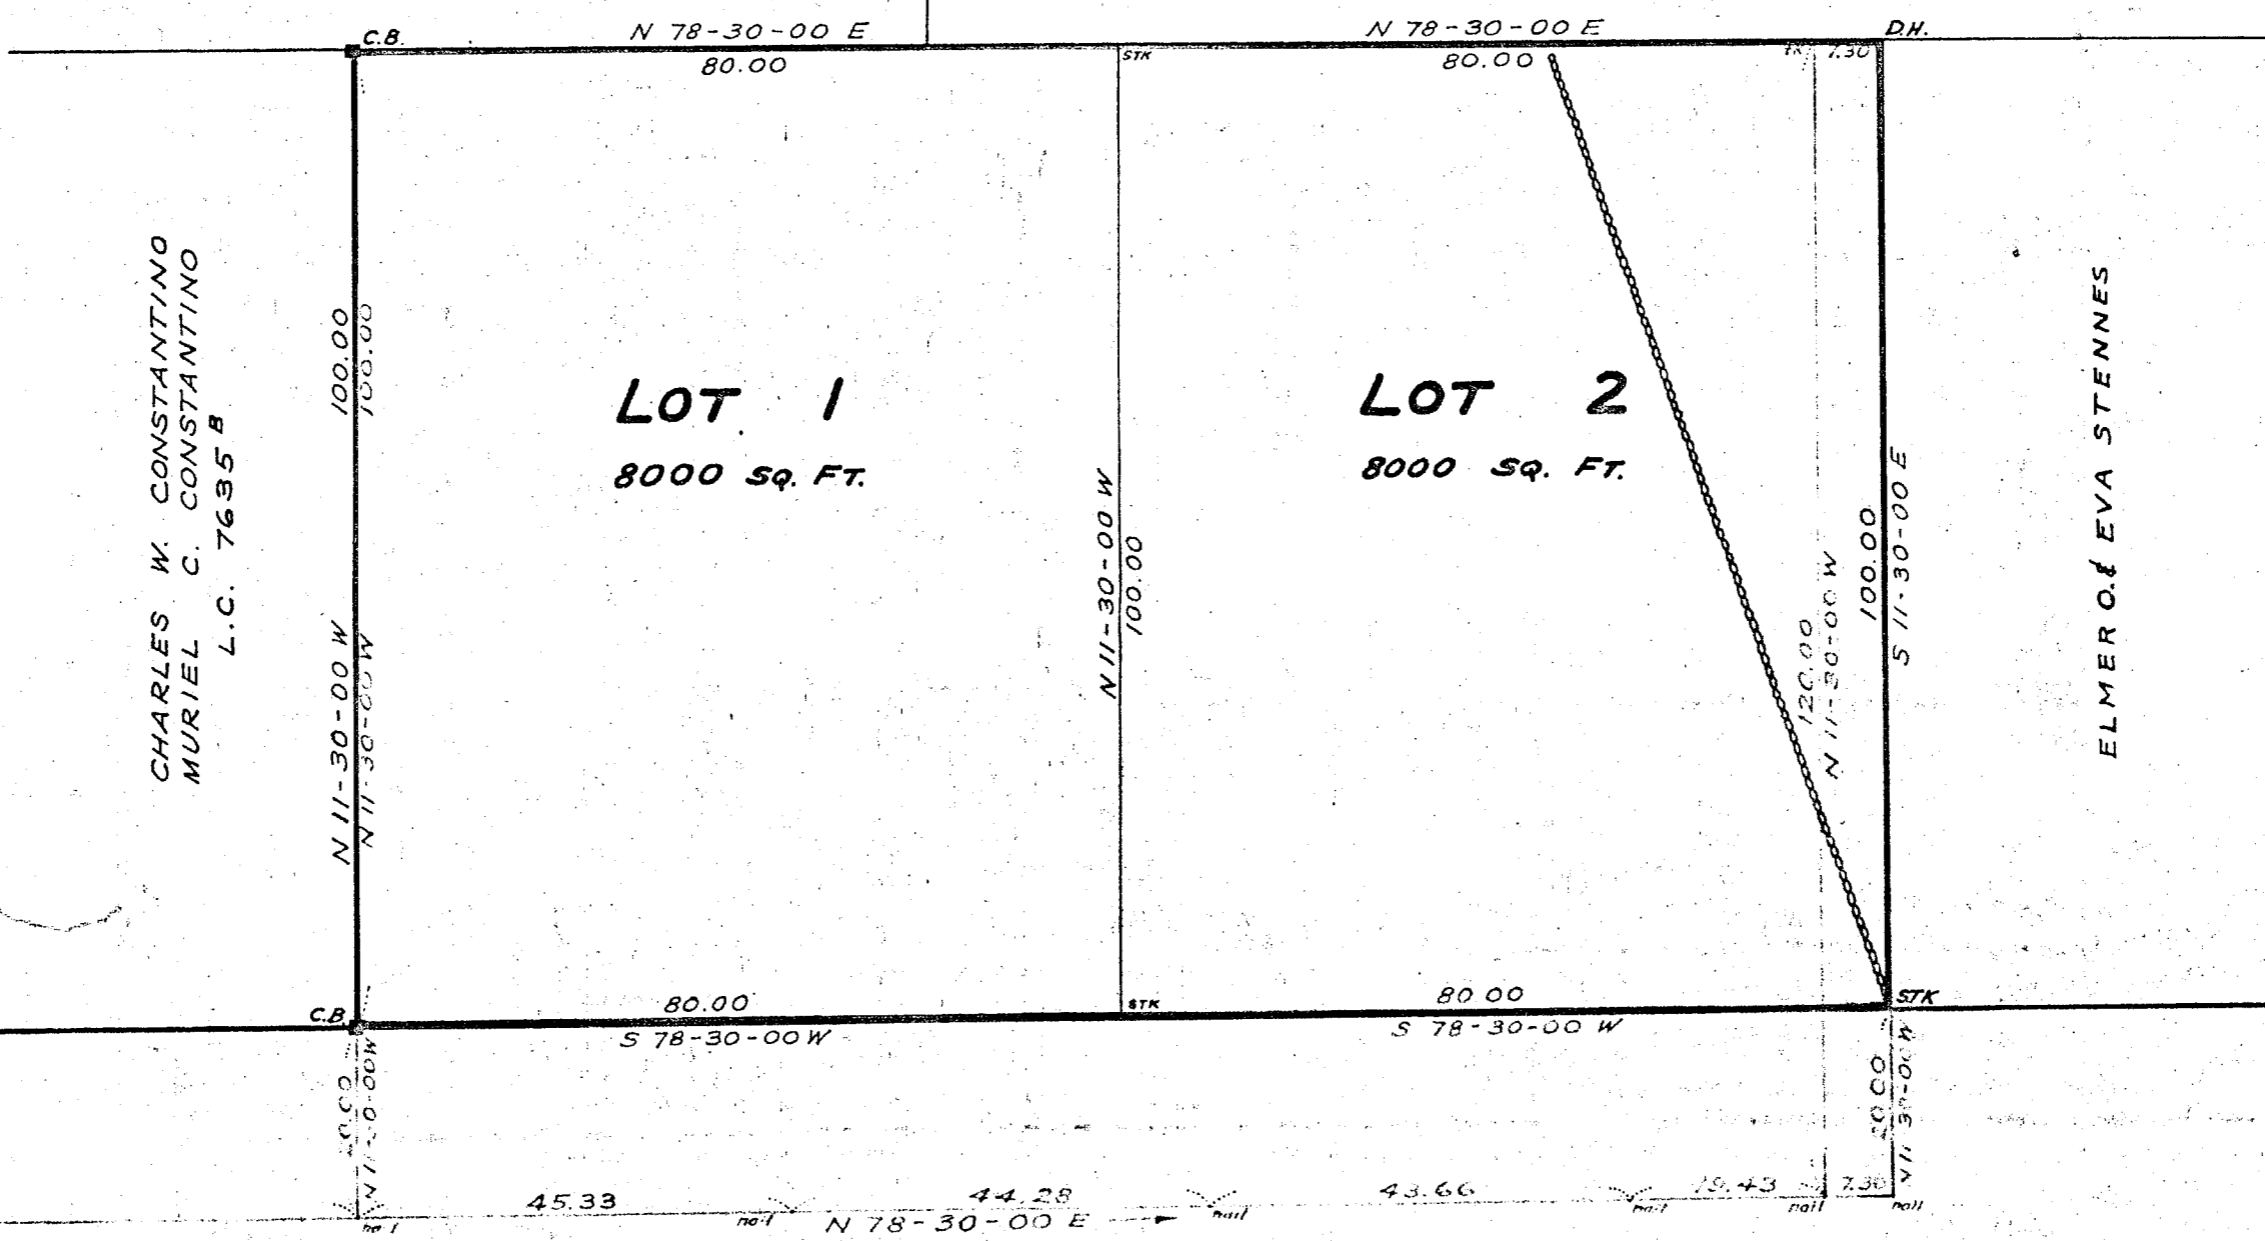 C.B.
N 78-30-00 E
N 78-30-00 E
D.H.
80.00
STK
80.00
7.30
CHARLES W. CONSTANTINO
MURIEL C. CONSTANTINO
L.C. 7635 B
100.00
100.00
N 11-30-00 W
N 11-30-00 W
LOT 1
8000 SQ. FT.
N 11-30-00 W
100.00
LOT 2
8000 SQ. FT.
120.00
N 11-30-00 W
100.00
S 11-30-00 E
ELMER O. & EVA STENNES
C.B.
80.00
STK
80.00
STK
S 78-30-00 W
S 78-30-00 W
20.00
20.00
45.33
44.28
43.66
19.43
7.30
nail
nail
nail
nail
nail
N 78-30-00 E